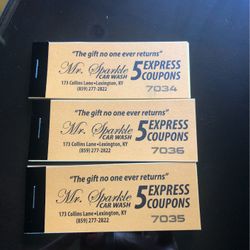 "The gift no one ever returns"
Mr. Sparkle
CAR WASH
173 Collins Lane•Lexington, KY
(859) 277-2822
5 EXPRESS
COUPONS
7034
"The gift no one ever returns"
Mr. Sparkle
CAR WASH
173 Collins Lane•Lexington, KY
(859) 277-2822
5 EXPRESS
COUPONS
7036
"The gift no one ever returns"
Mr. Sparkle
CAR WASH
173 Collins Lane•Lexington, KY
(859) 277-2822
5 EXPRESS
COUPONS
7035